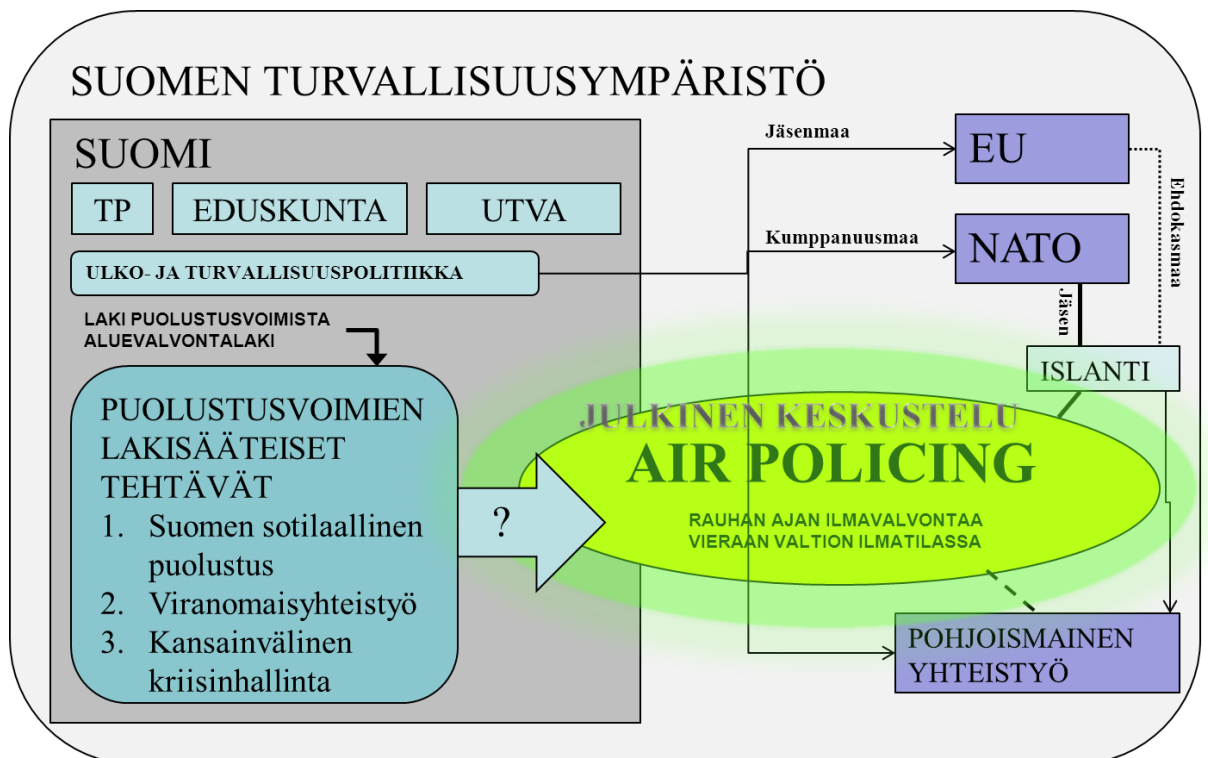 SUOMEN TURVALLISUUSYMPÄRISTÖ
SUOMI
TP
EDUSKUNTA
UTVA
ULKO- JA TURVALLISUUSPOLITIIKKA
LAKI PUOLUSTUSVOIMISTA
ALUEVALVONTALAKI
PUOLUSTUSVOIMIEN
LAKISÄÄTEISET
TEHTÄVÄT
1. Suomen sotilaallinen
puolustus
2. Viranomaisyhteistyö
3. Kansainvälinen
kriisinhallinta
?
Jäsenmaa
EU
Kumppanuusmaa
NATO
Ehdokasmaa
Jäsen
ISLANTI
JULKINEN KESKUSTELU
AIR POLICING
RAUHAN AJAN ILMAVALVONTAA
VIERAAN VALTION ILMATILASSA
POHJOISMAINEN
YHTEISTYÖ